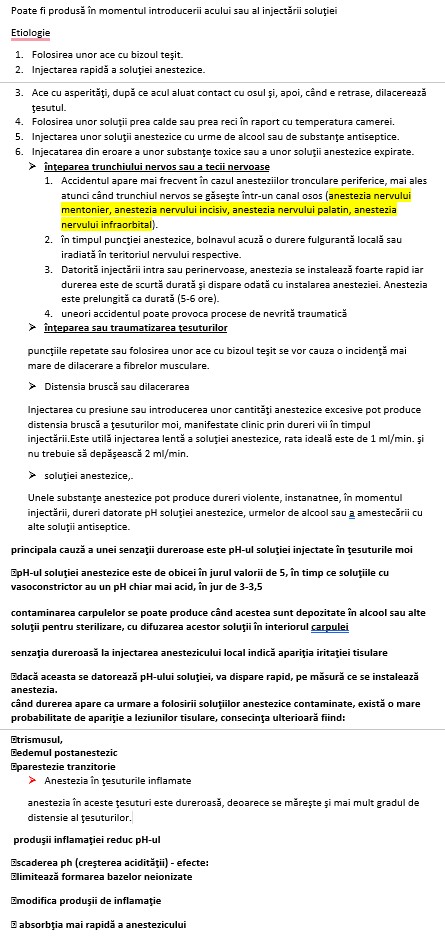 Poate fi produsă în momentul introducerii acului sau al injectării soluţiei
Etiologie
1. Folosirea unor ace cu bizoul teşit.
2. Injectarea rapidă a soluţiei anestezice.
3. Ace cu asperităţi, după ce acul aluat contact cu osul şi, apoi, când e retrase, dilacerează
ţesutul.
4. Folosirea unor soluţii prea calde sau prea reci în raport cu temperatura camerei.
5. Injectarea unor soluţii anestezice cu urme de alcool sau de substanţe antiseptice.
6. Injecatarea din eroare a unor substanţe toxice sau a unor soluţii anestezice expirate.
➢ înteparea trunchiului nervos sau a tecii nervoase
1. Accidentul apare mai frecvent în cazul anesteziilor tronculare periferice, mai ales
atunci când trunchiul nervos se găseşte într-un canal osos (anestezia nervului
mentonier, anestezia nervului incisiv, anestezia nervului palatin, anestezia
nervului infraorbital).
2. în timpul puncţiei anestezice, bolnavul acuză o durere fulgurantă locală sau
iradiată în teritoriul nervului respective.
3. Datorită injectării intra sau perinervoase, anestezia se instalează foarte rapid iar
durerea este de scurtă durată şi dispare odată cu instalarea anesteziei. Anestezia
este prelungită ca durată (5-6 ore).
4. uneori accidentul poate provoca procese de nevrită traumatică
➢ înteparea sau traumatizarea ţesuturilor
puncţiile repetate sau folosirea unor ace cu bizoul teşit se vor cauza o incidenţă mai
mare de dilacerare a fibrelor musculare.
➢ Distensia bruscă sau dilacerarea
Injectarea cu presiune sau introducerea unor cantităţi anestezice excesive pot produce
distensia bruscă a ţesuturilor moi, manifestate clinic prin dureri vii în timpul
injectării.Este utilă injectarea lentă a soluţiei anestezice, rata ideală este de 1 ml/min. şi
nu trebuie să depăşească 2 ml/min.
➢ soluţiei anestezice,.
Unele substanţe anestezice pot produce dureri violente, instanatnee, în momentul
injectării, dureri datorate pH soluţiei anestezice, urmelor de alcool sau a amestecării cu
alte soluţii antiseptice.
principala cauză a unei senzaţii dureroase este pH-ul soluţiei injectate în ţesuturile moi
pH-ul soluţiei anestezice este de obicei în jurul valorii de 5, în timp ce soluţiile cu
vasoconstrictor au un pH chiar mai acid, în jur de 3-3,5
contaminarea carpulelor se poate produce când acestea sunt depozitate în alcool sau alte
soluţii pentru sterilizare, cu difuzarea acestor soluţii în interiorul carpulei
senzaţia dureroasă la injectarea anestezicului local indică apariţia iritaţiei tisulare
dacă aceasta se datorează pH-ului soluţiei, va dispare rapid, pe măsură ce se instalează
anestezia.
când durerea apare ca urmare a folosirii soluţiilor anestezice contaminate, există o mare
probabilitate de apariţie a leziunilor tisulare, consecinţa ulterioară fiind:
trismusul,
edemul postanestezic
parestezie tranzitorie
➢ Anestezia în ţesuturile inflamate
anestezia în aceste ţesuturi este dureroasă, deoarece se măreşte şi mai mult gradul de
distensie al ţesuturilor.
produşii inflamaţiei reduc pH-ul
scaderea ph (creşterea acidităţii) - efecte:
limitează formarea bazelor neionizate
modifica produşii de inflamaţie
absorbţia mai rapidă a anestezicului